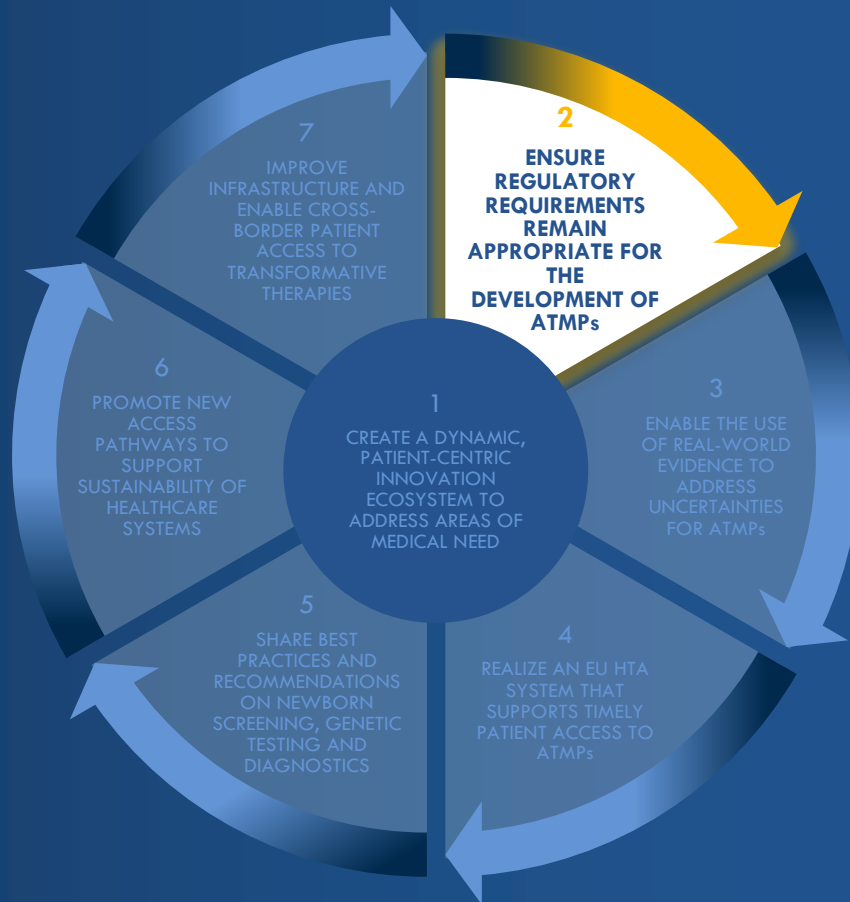 1
CREATE A DYNAMIC,
PATIENT-CENTRIC
INNOVATION
ECOSYSTEM TO
ADDRESS AREAS OF
MEDICAL NEED
2
ENSURE
REGULATORY
REQUIREMENTS
REMAIN
APPROPRIATE FOR
THE
DEVELOPMENT OF
ATMPs
3
ENABLE THE USE
OF REAL-WORLD
EVIDENCE TO
ADDRESS
UNCERTAINTIES
FOR ATMPs
4
REALIZE AN EU HTA
SYSTEM THAT
SUPPORTS TIMELY
PATIENT ACCESS TO
ATMPs
5
SHARE BEST
PRACTICES AND
RECOMMENDATIONS
ON NEWBORN
SCREENING, GENETIC
TESTING AND
DIAGNOSTICS
6
PROMOTE NEW
ACCESS
PATHWAYS TO
SUPPORT
SUSTAINABILITY OF
HEALTHCARE
SYSTEMS
7
IMPROVE
INFRASTRUCTURE AND
ENABLE CROSS-
BORDER PATIENT
ACCESS TO
TRANSFORMATIVE
THERAPIES